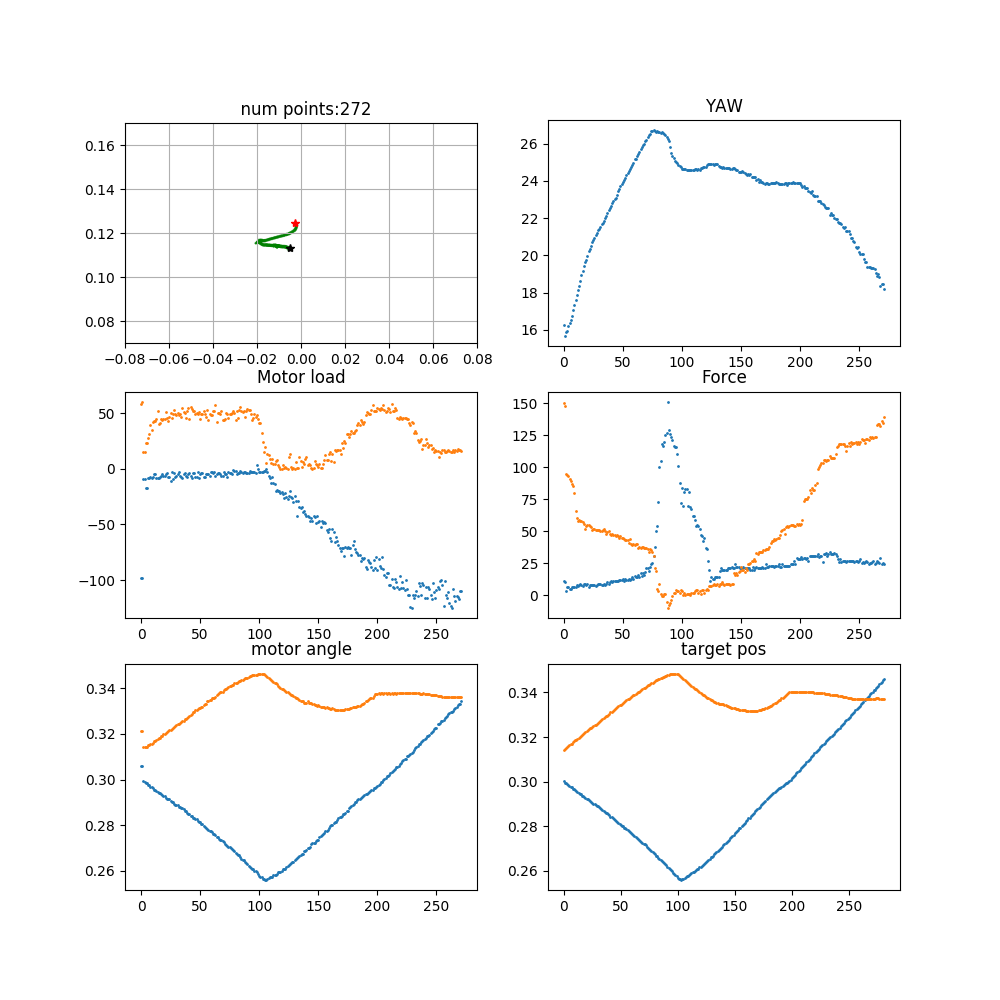 num points:272
0.16
0.14
0.12
0.10
0.08
−0.08 −0.06 −0.04 −0.02 0.00 0.02 0.04 0.06 0.08
YAW
26
24
22
20
18
16
0 50 100 150 200 250
Motor load
50
0
−50
−100
0 50 100 150 200 250
Force
150
125
100
75
50
25
0
0 50 100 150 200 250
motor angle
0.34
0.32
0.30
0.28
0.26
0 50 100 150 200 250
target pos
0.34
0.32
0.30
0.28
0.26
0 50 100 150 200 250